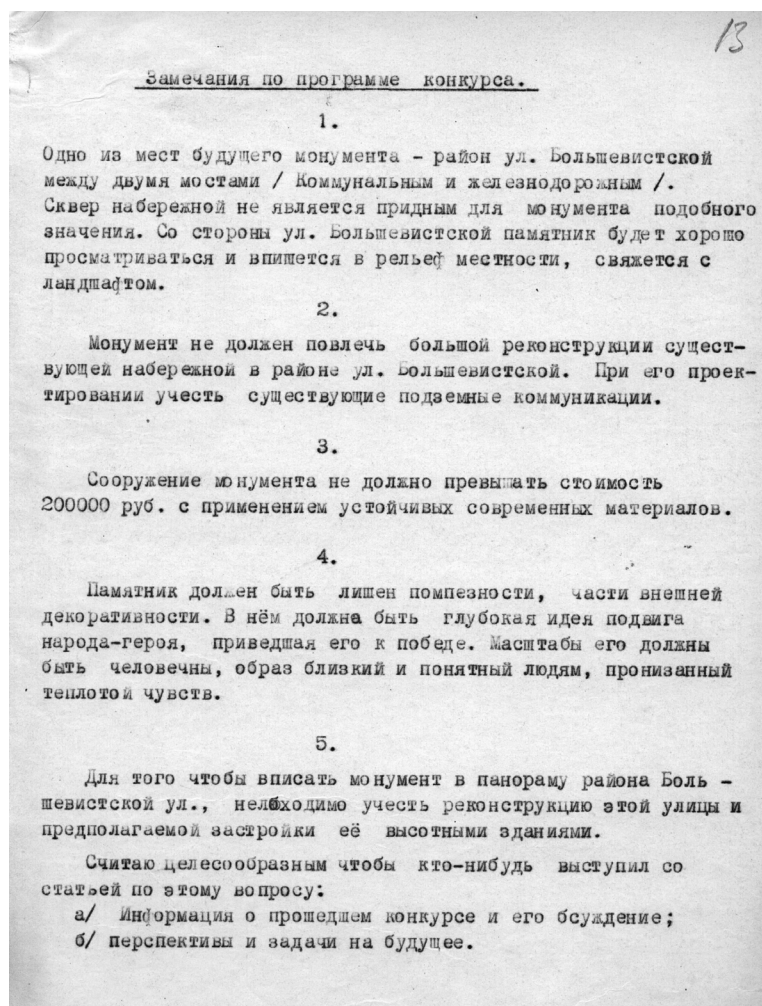 13
Замечания по программе конкурса.
1.
Одно из мест будущего монумента - район ул. Большевистской
между двумя мостами / Коммунальным и железнодорожным /.
Сквер набережной не является придным для монумента подобного
значения. Со стороны ул. Большевистской памятник будет хорошо
просматриваться и впишется в рельеф местности, свяжется с
ландшафтом.
2.
Монумент не должен повлечь большой реконструкции сущест-
вующей набережной в районе ул. Большевистской. При его проек-
тировании учесть существующие подземные коммуникации.
3.
Сооружение монумента не должно превышать стоимость
200000 руб. с применением устойчивых современных материалов.
4.
Памятник должен быть лишен помпезности, части внешней
декоративности. В нём должна быть глубокая идея подвига
народа-героя, приведшая его к победе. Масштабы его должны
быть человечны, образ близкий и понятный людям, пронизанный
теплотой чувств.
5.
Для того чтобы вписать монумент в панораму района Боль -
шевистской ул., необходимо учесть реконструкцию этой улицы и
предполагаемой застройки её высотными зданиями.
Считаю целесообразным чтобы кто-нибудь выступил со
статьей по этому вопросу:
а/ Информация о прошедшем конкурсе и его бсуждение;
б/ перспективы и задачи на будущее.